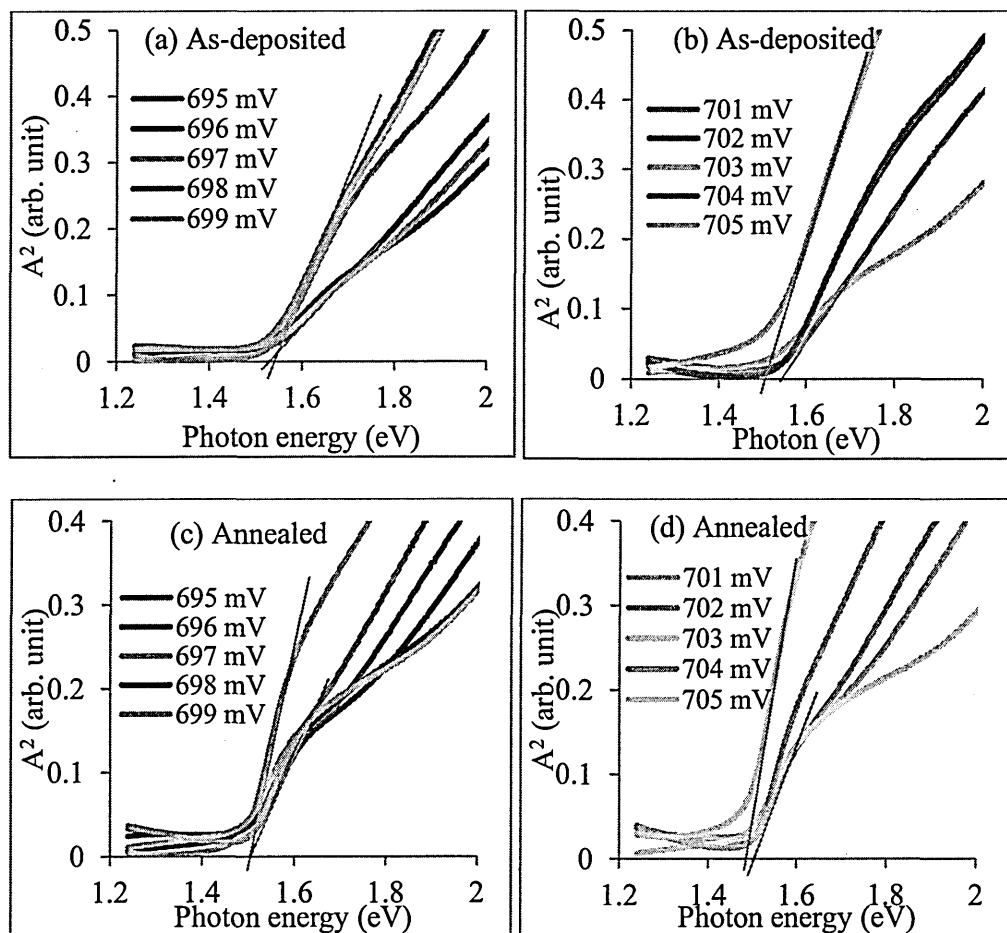 (a) As-deposited
A² (arb. unit)
0.5
0.4
0.3
0.2
0.1
0
695 mV
696 mV
697 mV
698 mV
699 mV
1.2 1.4 1.6 1.8 2
Photon energy (eV)
(b) As-deposited
A² (arb. unit)
0.5
0.4
0.3
0.2
0.1
0
701 mV
702 mV
703 mV
704 mV
705 mV
1.2 1.4 1.6 1.8 2
Photon (eV)
(c) Annealed
A² (arb. unit)
0.4
0.3
0.2
0.1
0
695 mV
696 mV
697 mV
698 mV
699 mV
1.2 1.4 1.6 1.8 2
Photon energy (eV)
(d) Annealed
A² (arb. unit)
0.4
0.3
0.2
0.1
0
701 mV
702 mV
703 mV
704 mV
705 mV
1.2 1.4 1.6 1.8 2
Photon energy (eV)